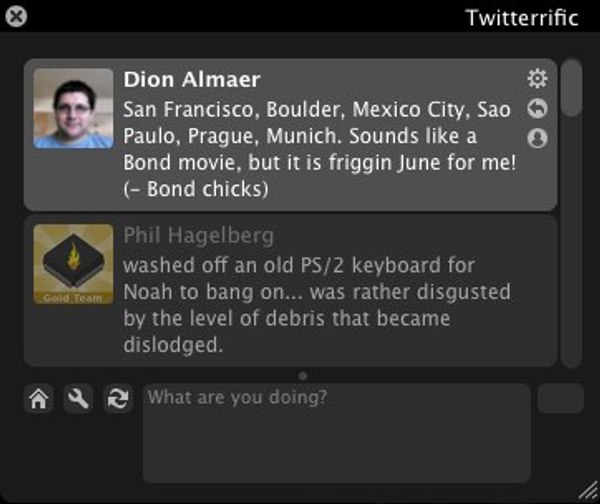 Twitterrific
Dion Almaer
San Francisco, Boulder, Mexico City, Sao
Paulo, Prague, Munich. Sounds like a
Bond movie, but it is friggin June for me!
(- Bond chicks)
Phil Hagelberg
Gold Team
washed off an old PS/2 keyboard for
Noah to bang on... was rather disgusted
by the level of debris that became
dislodged.
What are you doing?